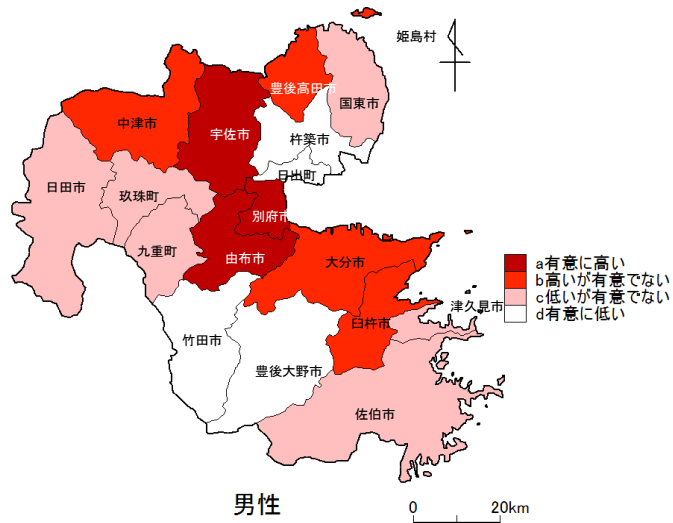 姫島村
豊後高田市
国東市
中津市
宇佐市
杵築市
日出町
日田市
玖珠町
別府市
九重町
由布市
大分市
a有意に高い
b高いが有意でない
c低いが有意でない
d有意に低い
津久見市
臼杵市
竹田市
豊後大野市
佐伯市
男性
0 20km